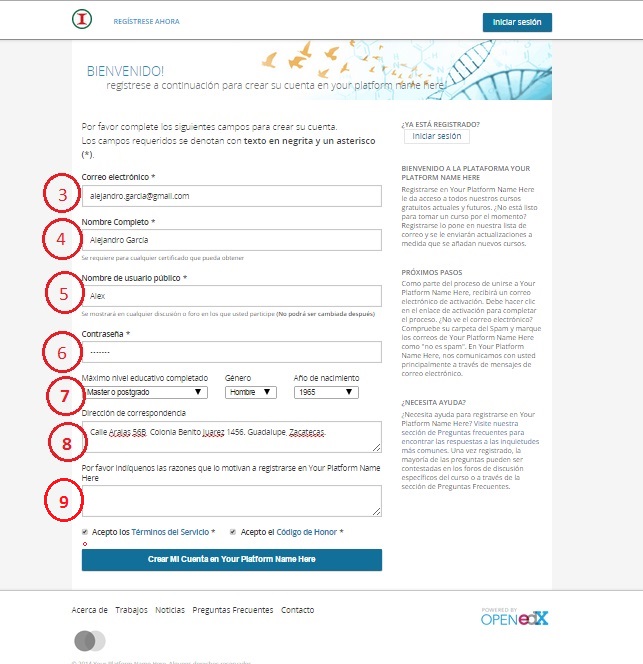 I
REGÍSTRESE AHORA
Iniciar sesión
BIENVENIDO!
regístrese a continuación para crear su cuenta en your platform name here!
Por favor complete los siguientes campos para crear su cuenta.
Los campos requeridos se denotan con texto en negrita y un asterisco
(*).
3
Correo electrónico *
alejandro.garcia@gmail.com
4
Nombre Completo *
Alejandro García
Se requiere para cualquier certificado que pueda obtener
5
Nombre de usuario público *
Alex
Se mostrará en cualquier discusión o foro en los que usted participe (No podrá ser cambiada después)
6
Contraseña *
·······
7
Máximo nivel educativo completado
Master o postgrado
Género
Hombre
Año de nacimiento
1965
8
Dirección de correspondencia
Calle Arajas 56B, Colonia Benito Juarez 1456, Guadalupe, Zacatecas.
Por favor indíquenos las razones que lo motivan a registrarse en Your Platform Name
Here
9
Acepto los Términos del Servicio *
Acepto el Código de Honor *
Crear Mi Cuenta en Your Platform Name Here
¿YA ESTÁ REGISTRADO?
Iniciar sesión
BIENVENIDO A LA PLATAFORMA YOUR
PLATFORM NAME HERE
Registrarse en Your Platform Name Here
le da acceso a todos nuestros cursos
gratuitos actuales y futuros. ¿No está listo
para tomar un curso por el momento?
Registrarse lo pone en nuestra lista de
correo y se le enviarán actualizaciones a
medida que se añadan nuevos cursos.
PRÓXIMOS PASOS
Como parte del proceso de unirse a Your
Platform Name Here, recibirá un correo
electrónico de activación. Debe hacer clic
en el enlace de activación para completar
el proceso. ¿No ve el correo electrónico?
Compruebe su carpeta del Spam y marque
los correos de Your Platform Name Here
como "no es spam". En Your Platform
Name Here, nos comunicamos con usted
principalmente a través de mensajes de
correo electrónico.
¿NECESITA AYUDA?
¿Necesita ayuda para registrarse en Your
Platform Name Here? Visite nuestra
sección de Preguntas frecuentes para
encontrar las respuestas a las inquietudes
más comunes. Una vez registrado, la
mayoría de las preguntas pueden ser
contestadas en los foros de discusión
específicos del curso o a través de la
sección de Preguntas Frecuentes.
Acerca de
Trabajos
Noticias
Preguntas Frecuentes
Contacto
POWERED BY
OPEN edX